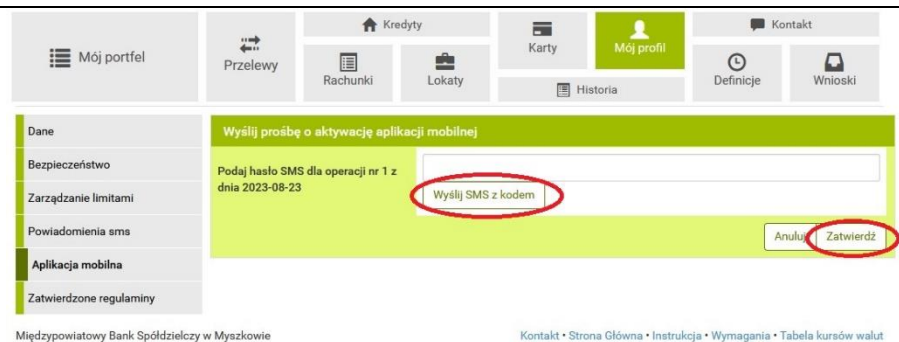 Mój portfel
Przelewy
Kredyty
Rachunki
Lokaty
Karty
Mój profil
Historia
Kontakt
Definicje
Wnioski
Dane
Bezpieczeństwo
Zarządzanie limitami
Powiadomienia sms
Aplikacja mobilna
Zatwierdzone regulaminy
Wyślij prośbę o aktywację aplikacji mobilnej
Podaj hasło SMS dla operacji nr 1 z
dnia 2023-08-23
Wyślij SMS z kodem
Anuluj
Zatwierdź
Międzypowiatowy Bank Spółdzielczy w Myszkowie
Kontakt • Strona Główna • Instrukcja • Wymagania • Tabela kursów walut